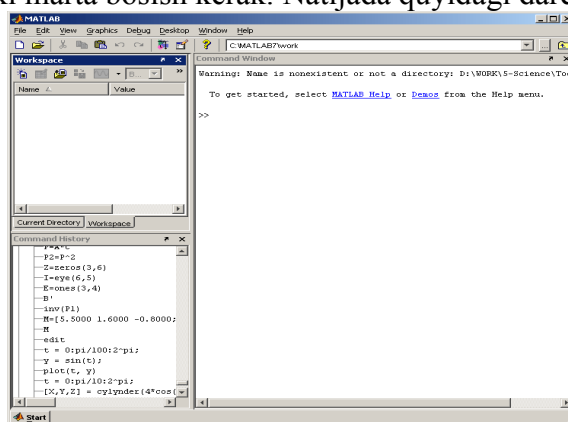 marta bosish kerak. Natijada quyidagi
MATLAB
File Edit View Graphics Debug Desktop Window Help
C:\MATLAB7\work
Workspace
Name Value
Current Directory Workspace
Command History
P2=P^2
Z=zeros(3,6)
I=eye(6,5)
E=ones(3,4)
B'
inv(P1)
M=[5.5000 1.6000 -0.8000;
M
edit
t = 0:pi/100:2*pi;
y = sin(t);
plot(t, y)
t = 0:pi/10:2*pi;
[X,Y,Z] = cylynder(4*cos(
Command Window
Warning: Name is nonexistent or not a directory: D:\WORK\5-Science\To
To get started, select MATLAB Help or Demos from the Help menu.
>>
Start